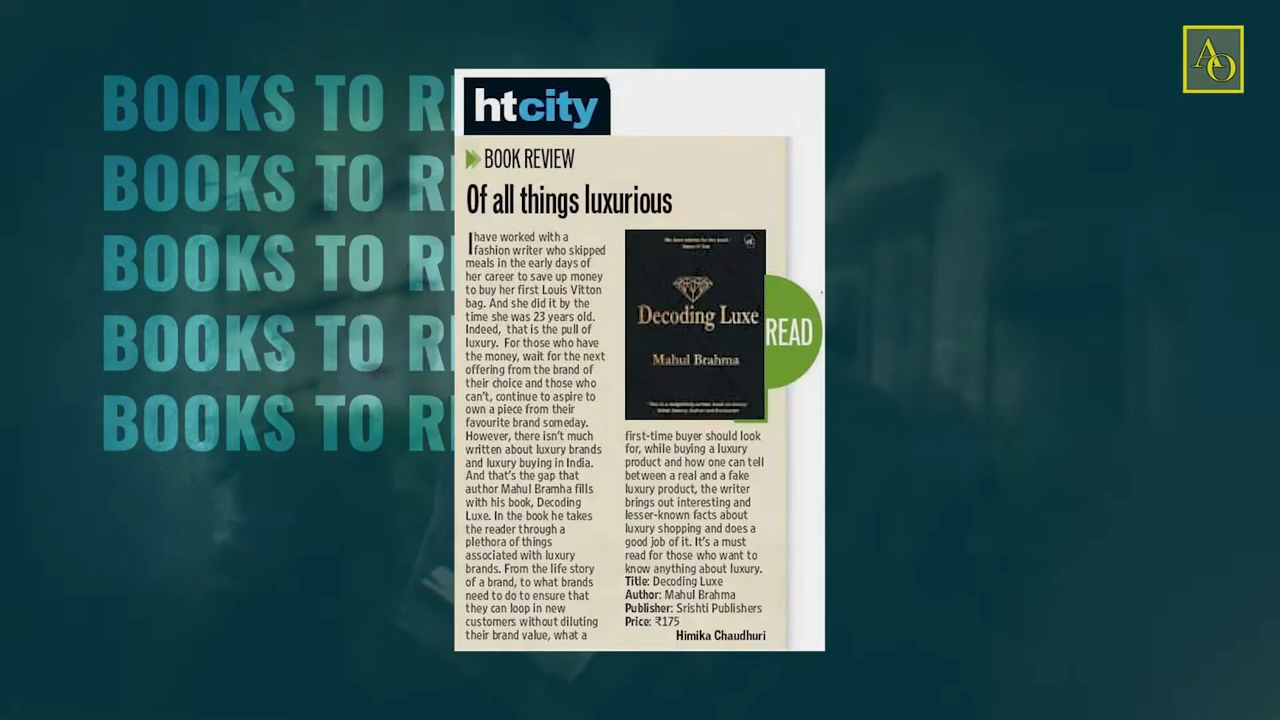 BOOKS TO R
BOOKS TO R
BOOKS TO R
BOOKS TO R
BOOKS TO R
AO
htcity
BOOK REVIEW
Of all things luxurious
I have worked with a
fashion writer who skipped
meals in the early days of
her career to save up money
to buy her first Louis Vitton
bag. And she did it by the
time she was 23 years old.
Indeed, that is the pull of
luxury. For those who have
the money, wait for the next
offering from the brand of
their choice and those who
can't, continue to aspire to
own a piece from their
favourite brand someday.
However, there isn't much
written about luxury brands
and luxury buying in India.
And that's the gap that
author Mahul Bramha fills
with his book, Decoding
Luxe. In the book he takes
the reader through a
plethora of things
associated with luxury
brands. From the life story
of a brand, to what brands
need to do to ensure that
they can loop in new
customers without diluting
their brand value, what a
Decoding Luxe
Mahul Brahma
READ
first-time buyer should look
for, while buying a luxury
product and how one can tell
between a real and a fake
luxury product, the writer
brings out interesting and
lesser-known facts about
luxury shopping and does a
good job of it. It's a must
read for those who want to
know anything about luxury.
Title: Decoding Luxe
Author: Mahul Brahma
Publisher: Srishti Publishers
Price: ₹175
Himika Chaudhuri